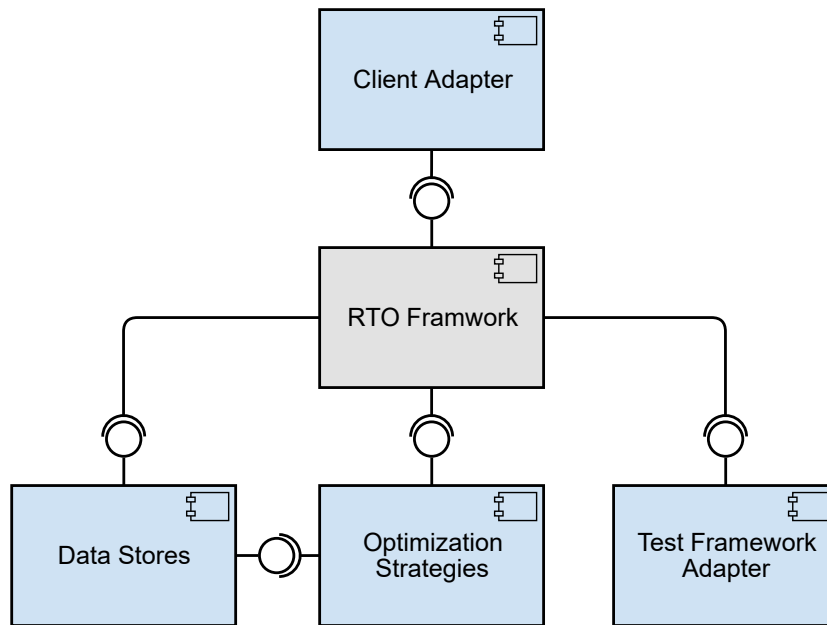 Client Adapter
RTO Framwork
Data Stores
Optimization
Strategies
Test Framework
Adapter